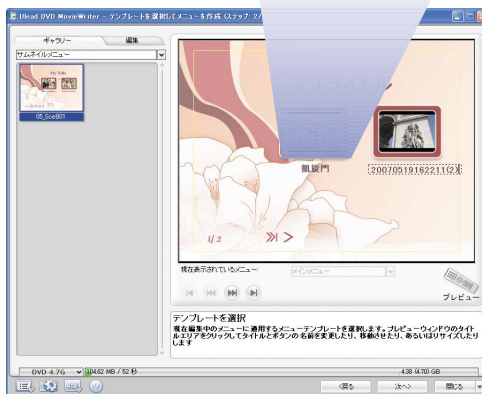 Ulead DVD MovieWriter - テンプレートを選択してメニューを作成 (ステップ: 2/
ギャラリー
編集
サムネイルメニュー
My Title
05_SceB01
マイタイトル
凱旋門
20070519162211(2)
1/2
現在表示されているメニュー:
メインメニュー
プレビュー
テンプレートを選択
現在編集中のメニューに適用するメニューテンプレートを選択します。プレビューウィンドウのタイト
ルエリアをクリックしてタイトルとボタンの名前を変更したり、移動させたり、あるいはリサイズしたり
します
DVD 4.7G
104.62 MB / 52 秒
4.38 (4.70) GB
<戻る
次へ>
閉じる